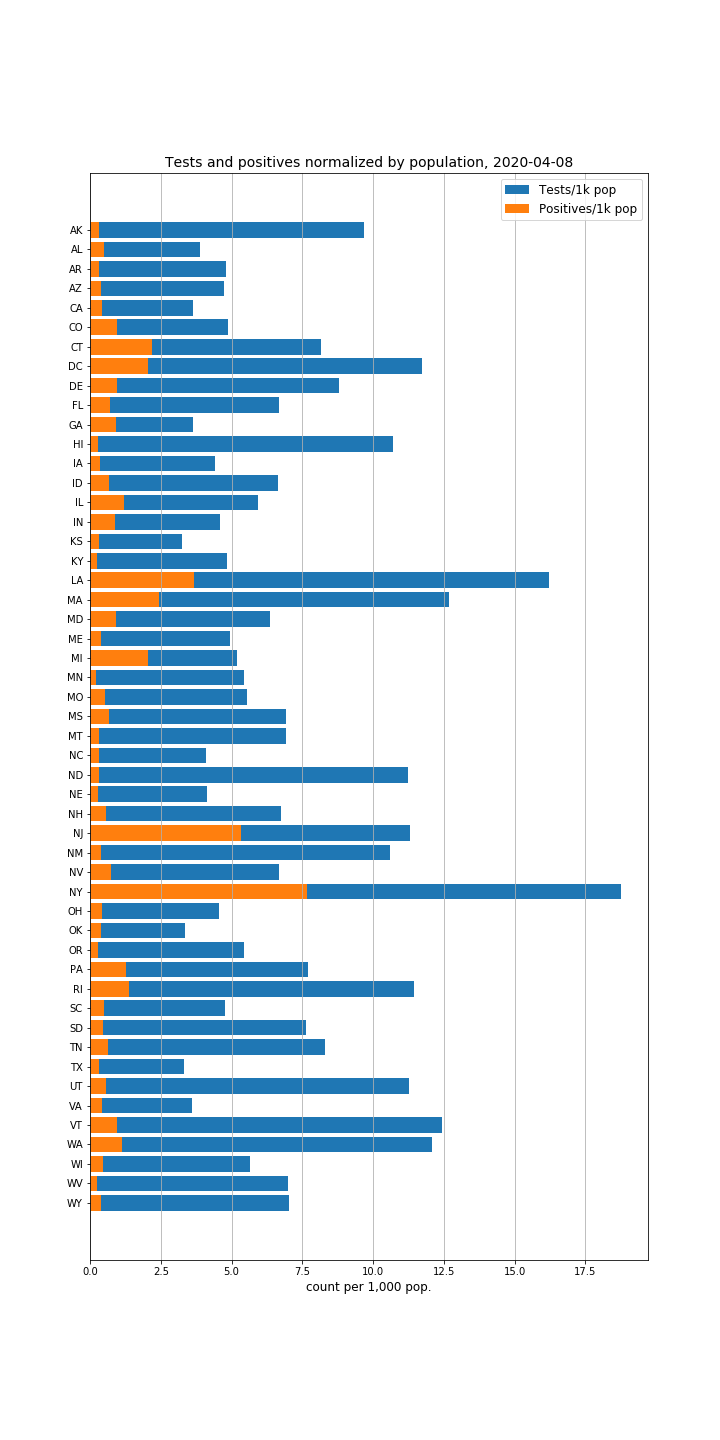 Tests and positives normalized by population, 2020-04-08
Tests/1k pop
Positives/1k pop
AK
AL
AR
AZ
CA
CO
CT
DC
DE
FL
GA
HI
IA
ID
IL
IN
KS
KY
LA
MA
MD
ME
MI
MN
MO
MS
MT
NC
ND
NE
NH
NJ
NM
NV
NY
OH
OK
OR
PA
RI
SC
SD
TN
TX
UT
VA
VT
WA
WI
WV
WY
0.0 2.5 5.0 7.5 10.0 12.5 15.0 17.5
count per 1,000 pop.